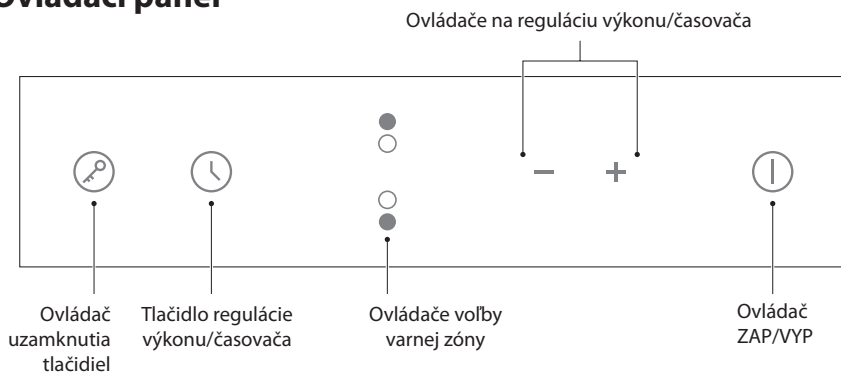 Ovládací panel
Ovládače na reguláciu výkonu/časovača
Ovládač
uzamknutia
tlačidiel
Tlačidlo regulácie
výkonu/časovača
Ovládače voľby
varnej zóny
Ovládač
ZAP/VYP